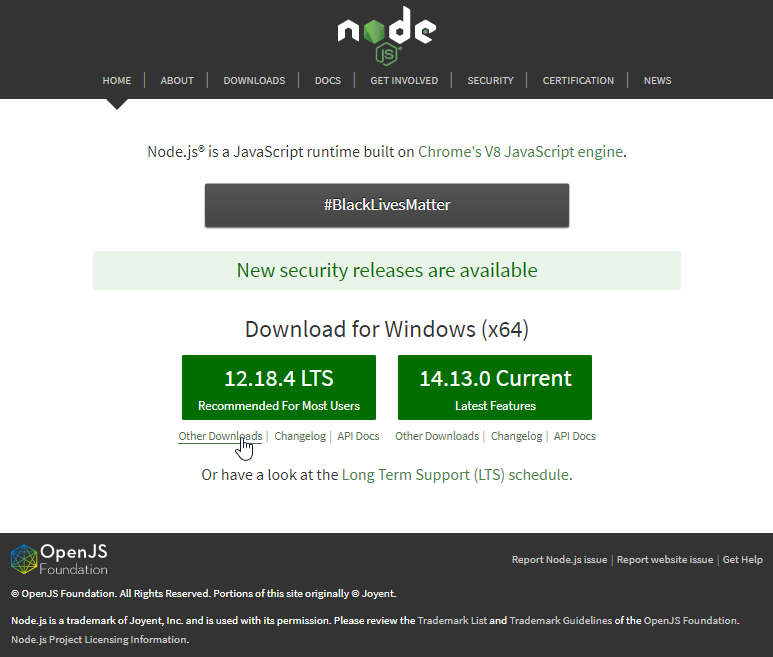 node
JS
HOME | ABOUT | DOWNLOADS | DOCS | GET INVOLVED | SECURITY | CERTIFICATION | NEWS
Node.js® is a JavaScript runtime built on Chrome's V8 JavaScript engine.
#BlackLivesMatter
New security releases are available
Download for Windows (x64)
12.18.4 LTS
Recommended For Most Users
14.13.0 Current
Latest Features
Other Downloads | Changelog | API Docs
Other Downloads | Changelog | API Docs
Or have a look at the Long Term Support (LTS) schedule.
OpenJS
Foundation
Report Node.js issue | Report website issue | Get Help
© OpenJS Foundation. All Rights Reserved. Portions of this site originally © Joyent.
Node.js is a trademark of Joyent, Inc. and is used with its permission. Please review the Trademark List and Trademark Guidelines of the OpenJS Foundation.
Node.js Project Licensing Information.